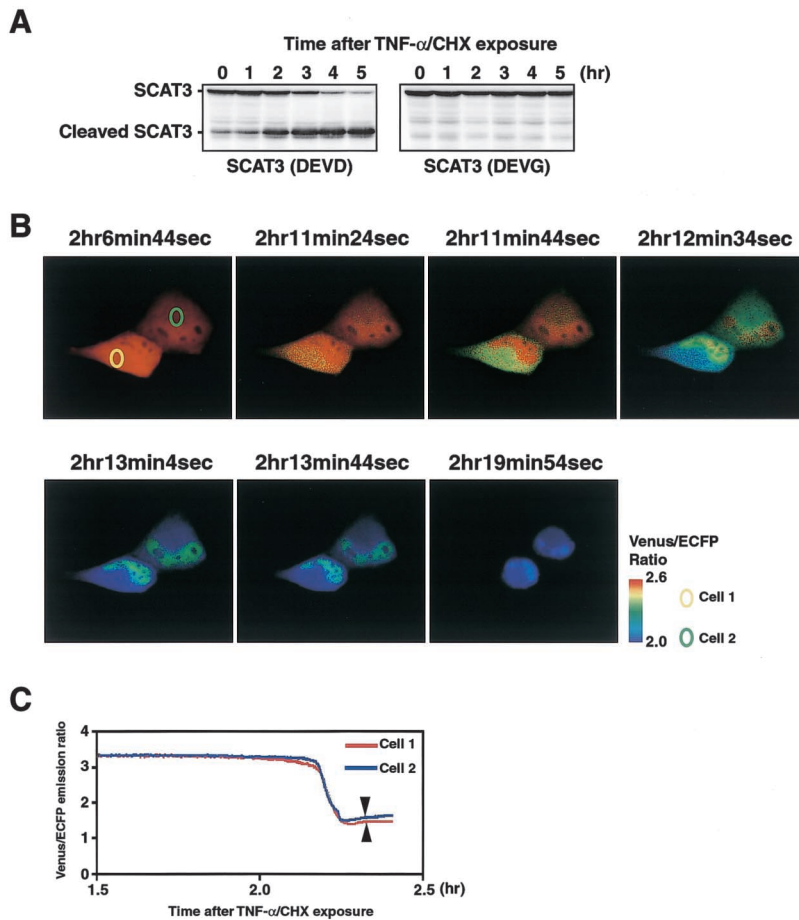 A
Time after TNF-α/CHX exposure
0 1 2 3 4 5 (hr)
0 1 2 3 4 5
SCAT3
Cleaved SCAT3
SCAT3 (DEVD)
SCAT3 (DEVG)
B
2hr6min44sec
2hr11min24sec
2hr11min44sec
2hr12min34sec
2hr13min4sec
2hr13min44sec
2hr19min54sec
Venus/ECFP
Ratio
2.6
2.0
Cell 1
Cell 2
C
Venus/ECFP emission ratio
4
3
2
1
0
Cell 1
Cell 2
1.5 2.0 2.5 (hr)
Time after TNF-α/CHX exposure